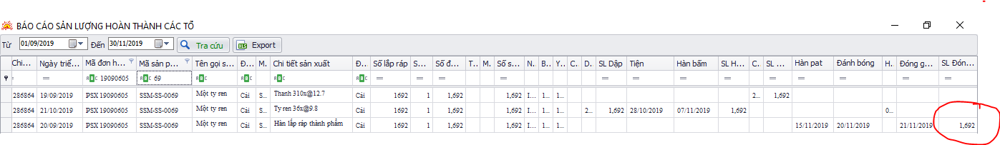 BÁO CÁO SẢN LƯỢNG HOÀN THÀNH CÁC TỔ
Từ 01/09/2019 Đến 30/11/2019 Tra cứu Export
Chi... Ngày triể... Mã đơn h... Mã sản p... Tên gọi s... Đ... M. Chi tiết sản xuất Đ... Số lắp ráp S... Số đ... T... M. Số s... N. B... Y... C... D. SL Dập Tiện Hàn bấm SL H... C. SL ... Hàn pat Đánh bóng H. Đóng g... SL Đón...
= ABC 19090605 ABC 69 ABC ABC = = = = = = =
286864 19/09/2019 PSX 19090605 SSM-SS-0069 Một ty ren Cái S... Thanh 310x@12.7 Cái 1692 1 1,692 1,692 I... 1... 1... 2... 1,692
286864 21/10/2019 PSX 19090605 SSM-SS-0069 Một ty ren Cái S... Ty ren 36x@9.8 Cái 1692 1 1,692 1,692 I... 1... 1... 2... 1,692 28/10/2019 07/11/2019 1,692 0...
286864 20/09/2019 PSX 19090605 SSM-SS-0069 Một ty ren Cái S... Hàn lắp ráp thành phẩm Cái 1692 1 1,692 1,692 I... 1... 1... 15/11/2019 20/11/2019 21/11/2019 1,692